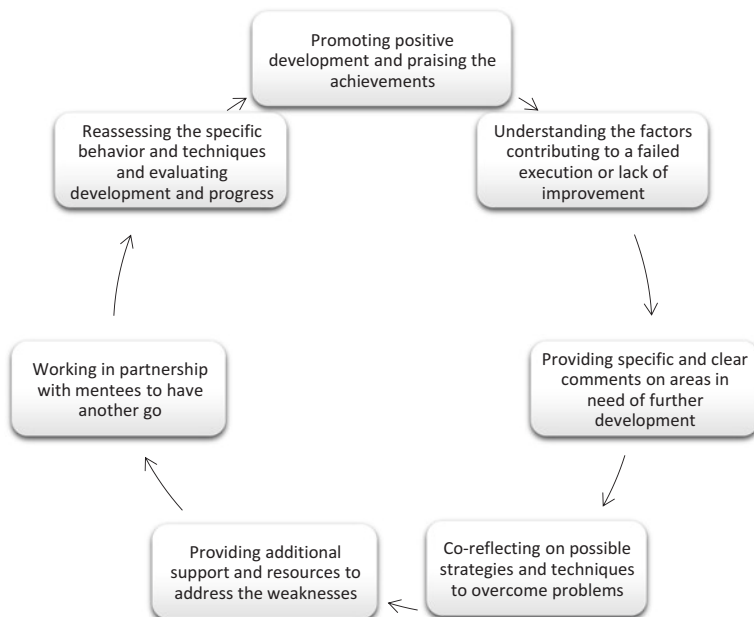 Promoting positive
development and praising the
achievements
Understanding the factors
contributing to a failed
execution or lack of
improvement
Providing specific and clear
comments on areas in
need of further
development
Co-reflecting on possible
strategies and techniques
to overcome problems
Providing additional
support and resources to
address the weaknesses
Working in partnership
with mentees to have
another go
Reassessing the specific
behavior and techniques
and evaluating
development and progress